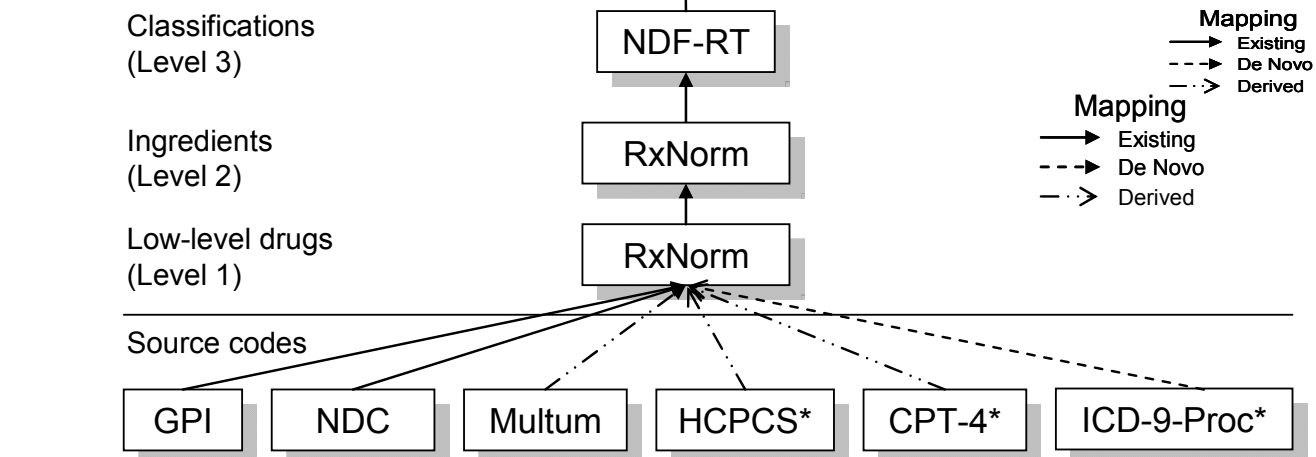 Classifications
(Level 3)
NDF-RT
Mapping
Existing
De Novo
Derived
Mapping
Existing
De Novo
Derived
Ingredients
(Level 2)
RxNorm
Low-level drugs
(Level 1)
RxNorm
Source codes
GPI
NDC
Multum
HCPCS*
CPT-4*
ICD-9-Proc*